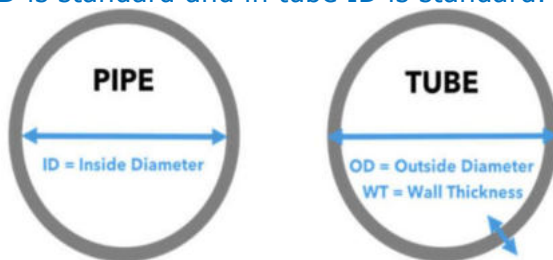 D is standard and in tube ID is standard.
PIPE
ID = Inside Diameter
TUBE
OD = Outside Diameter
WT = Wall Thickness